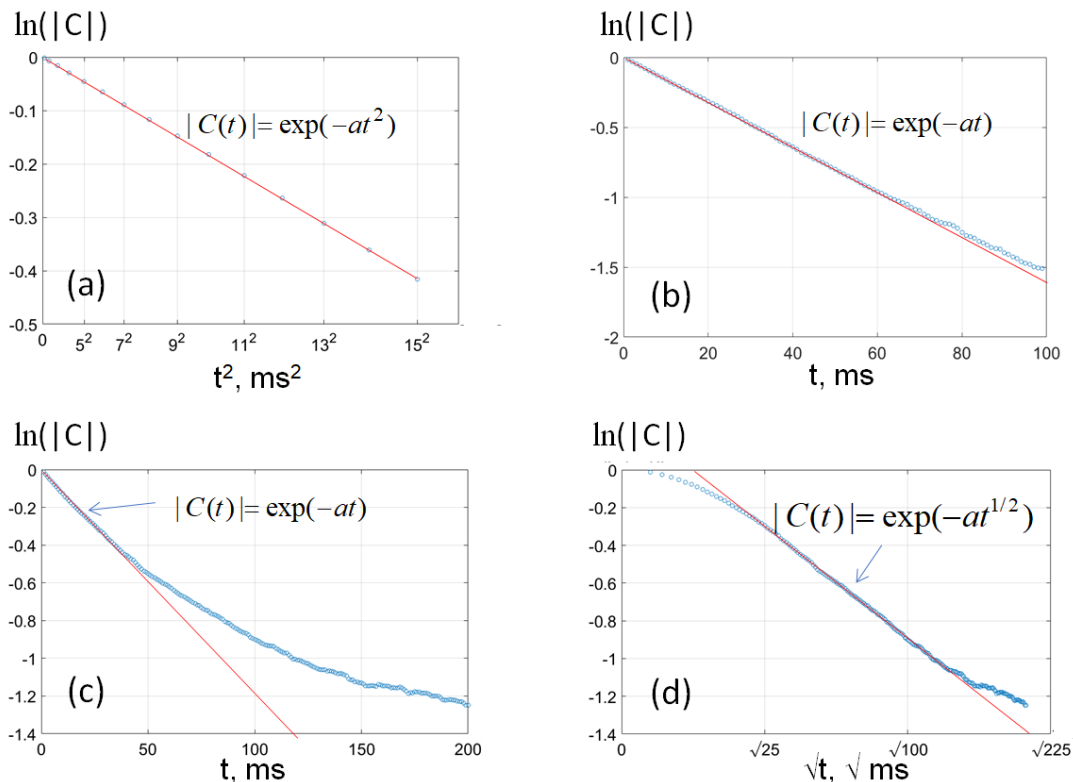 ln(|C|)
0
-0.1
-0.2
-0.3
-0.4
-0.5
|C(t)|= exp(−at²)
(a)
0 5² 7² 9² 11² 13² 15²
t², ms²
ln(|C|)
0
-0.5
-1
-1.5
-2
|C(t)|= exp(−at)
(b)
0 20 40 60 80 100
t, ms
ln(|C|)
0
-0.2
-0.4
-0.6
-0.8
-1
-1.2
-1.4
|C(t)|= exp(−at)
(c)
0 50 100 150 200
t, ms
ln(|C|)
0
-0.2
-0.4
-0.6
-0.8
-1
-1.2
-1.4
|C(t)|= exp(−at^{1/2})
(d)
0 √25 √100 √225
√t, √ ms